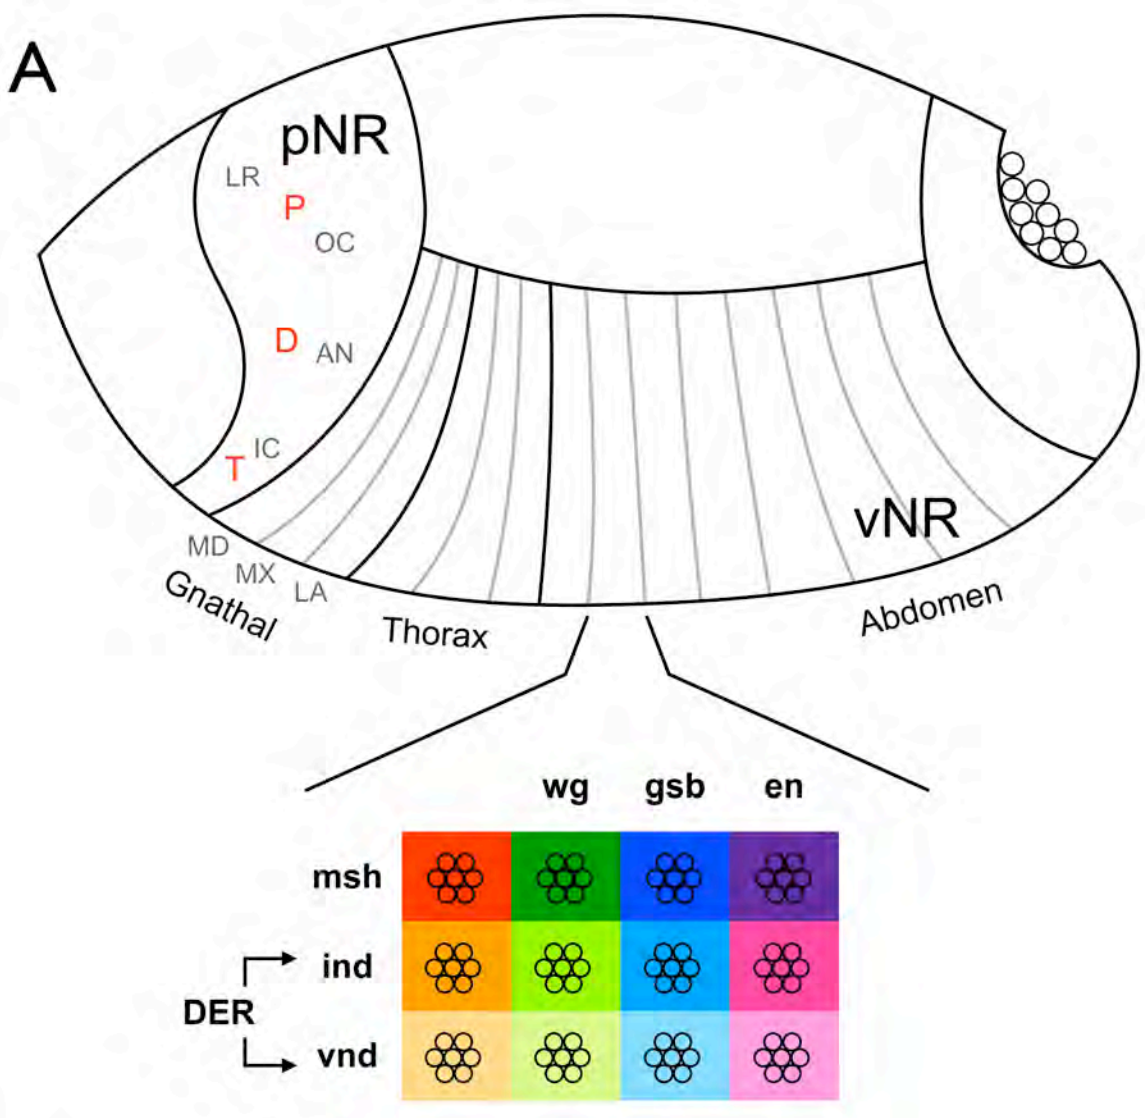 A
pNR
LR
P
OC
D
AN
T IC
vNR
MD
MX
LA
Gnathal
Thorax
Abdomen
wg gsb en
msh
ind
DER
vnd